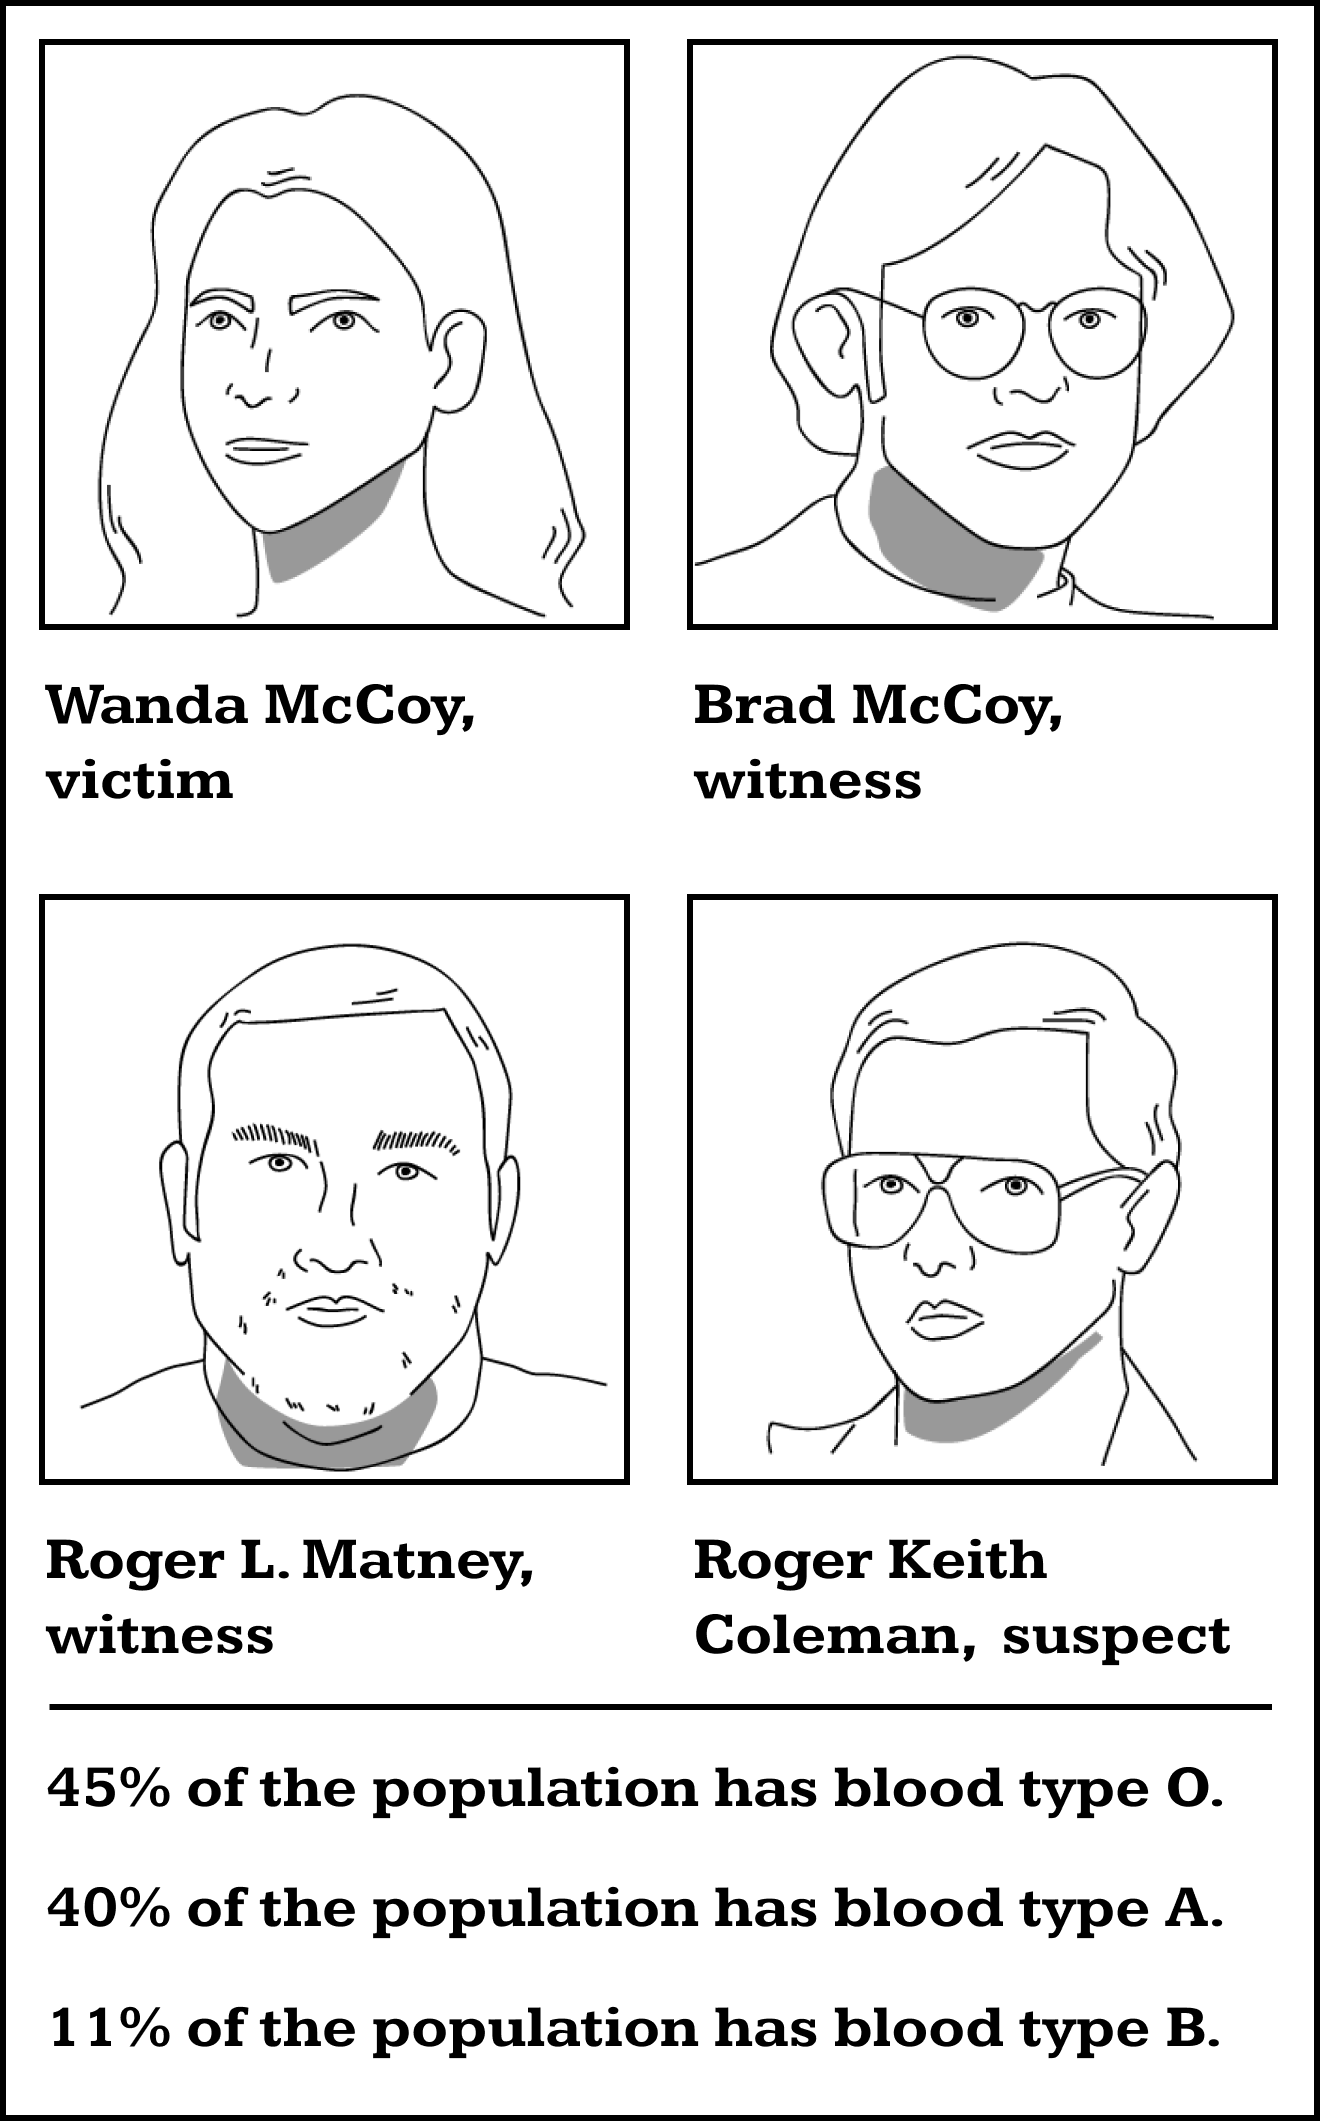 Wanda McCoy,
victim
Brad McCoy,
witness
Roger L. Matney,
witness
Roger Keith
Coleman, suspect
45% of the population has blood type O.
40% of the population has blood type A.
11% of the population has blood type B.